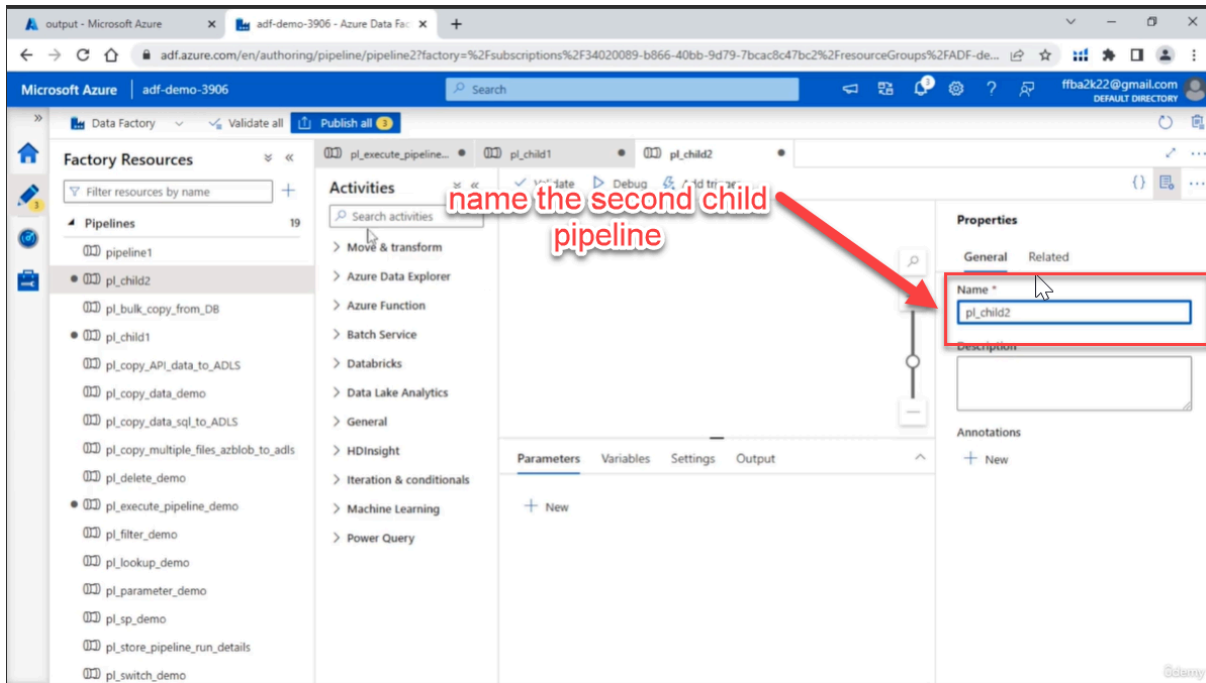 output - Microsoft Azure
adf-demo-3906 - Azure Data Fac
adf.azure.com/en/authoring/pipeline/pipeline2?factory=%2Fsubscriptions%2F34020089-b866-40bb-9d79-7bcac8c47bc2%2FresourceGroups%2FADF-de...
Microsoft Azure
adf-demo-3906
Search
3
ffba2k22@gmail.com
DEFAULT DIRECTORY
Data Factory
Validate all
Publish all 3
3
Factory Resources
Filter resources by name
Pipelines 19
pipeline1
pl_child2
pl_bulk_copy_from_DB
pl_child1
pl_copy_API_data_to_ADLS
pl_copy_data_demo
pl_copy_data_sql_to_ADLS
pl_copy_multiple_files_azblob_to_adls
pl_delete_demo
pl_execute_pipeline_demo
pl_filter_demo
pl_lookup_demo
pl_parameter_demo
pl_sp_demo
pl_store_pipeline_run_details
pl_switch_demo
pl_execute_pipeline...
pl_child1
pl_child2
Activities
Search activities
Move & transform
Azure Data Explorer
Azure Function
Batch Service
Databricks
Data Lake Analytics
General
HDInsight
Iteration & conditionals
Machine Learning
Power Query
Validate
Debug
Add trigger
name the second child
pipeline
Parameters
Variables
Settings
Output
New
Properties
General
Related
Name *
pl_child2
Description
Annotations
New
ûdemy